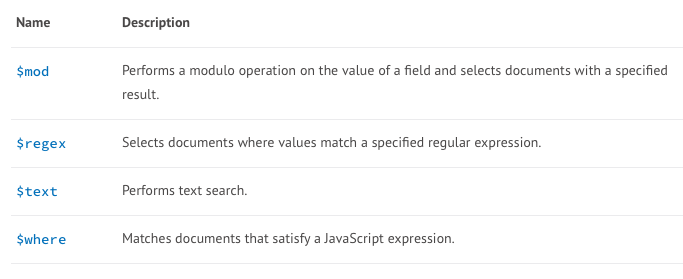 Name Description
$mod Performs a modulo operation on the value of a field and selects documents with a specified
result.
$regex Selects documents where values match a specified regular expression.
$text Performs text search.
$where Matches documents that satisfy a JavaScript expression.